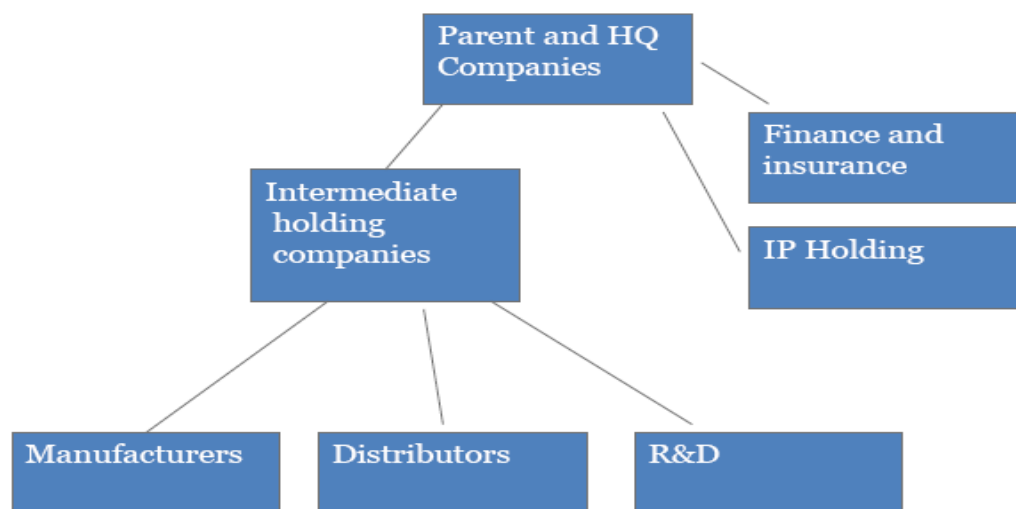 Parent and HQ
Companies
Finance and
insurance
Intermediate
holding
companies
IP Holding
Manufacturers
Distributors
R&D